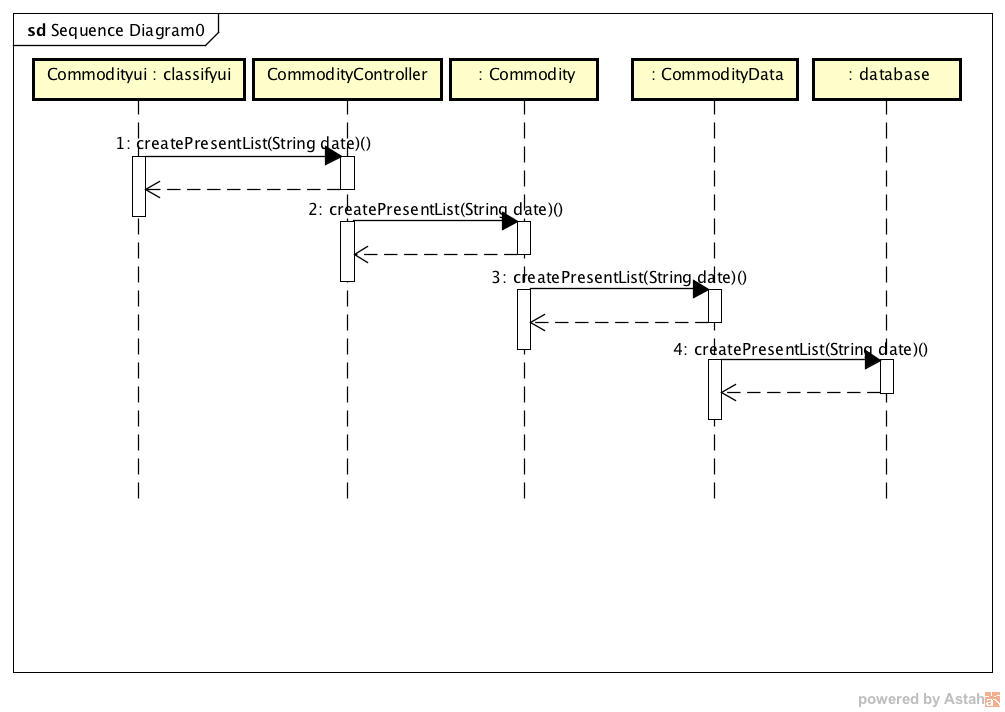 sd Sequence Diagram0
Commodityui : classifyui
CommodityController
: Commodity
: CommodityData
: database
1: createPresentList(String date)()
2: createPresentList(String date)()
3: createPresentList(String date)()
4: createPresentList(String date)()
powered by Astah